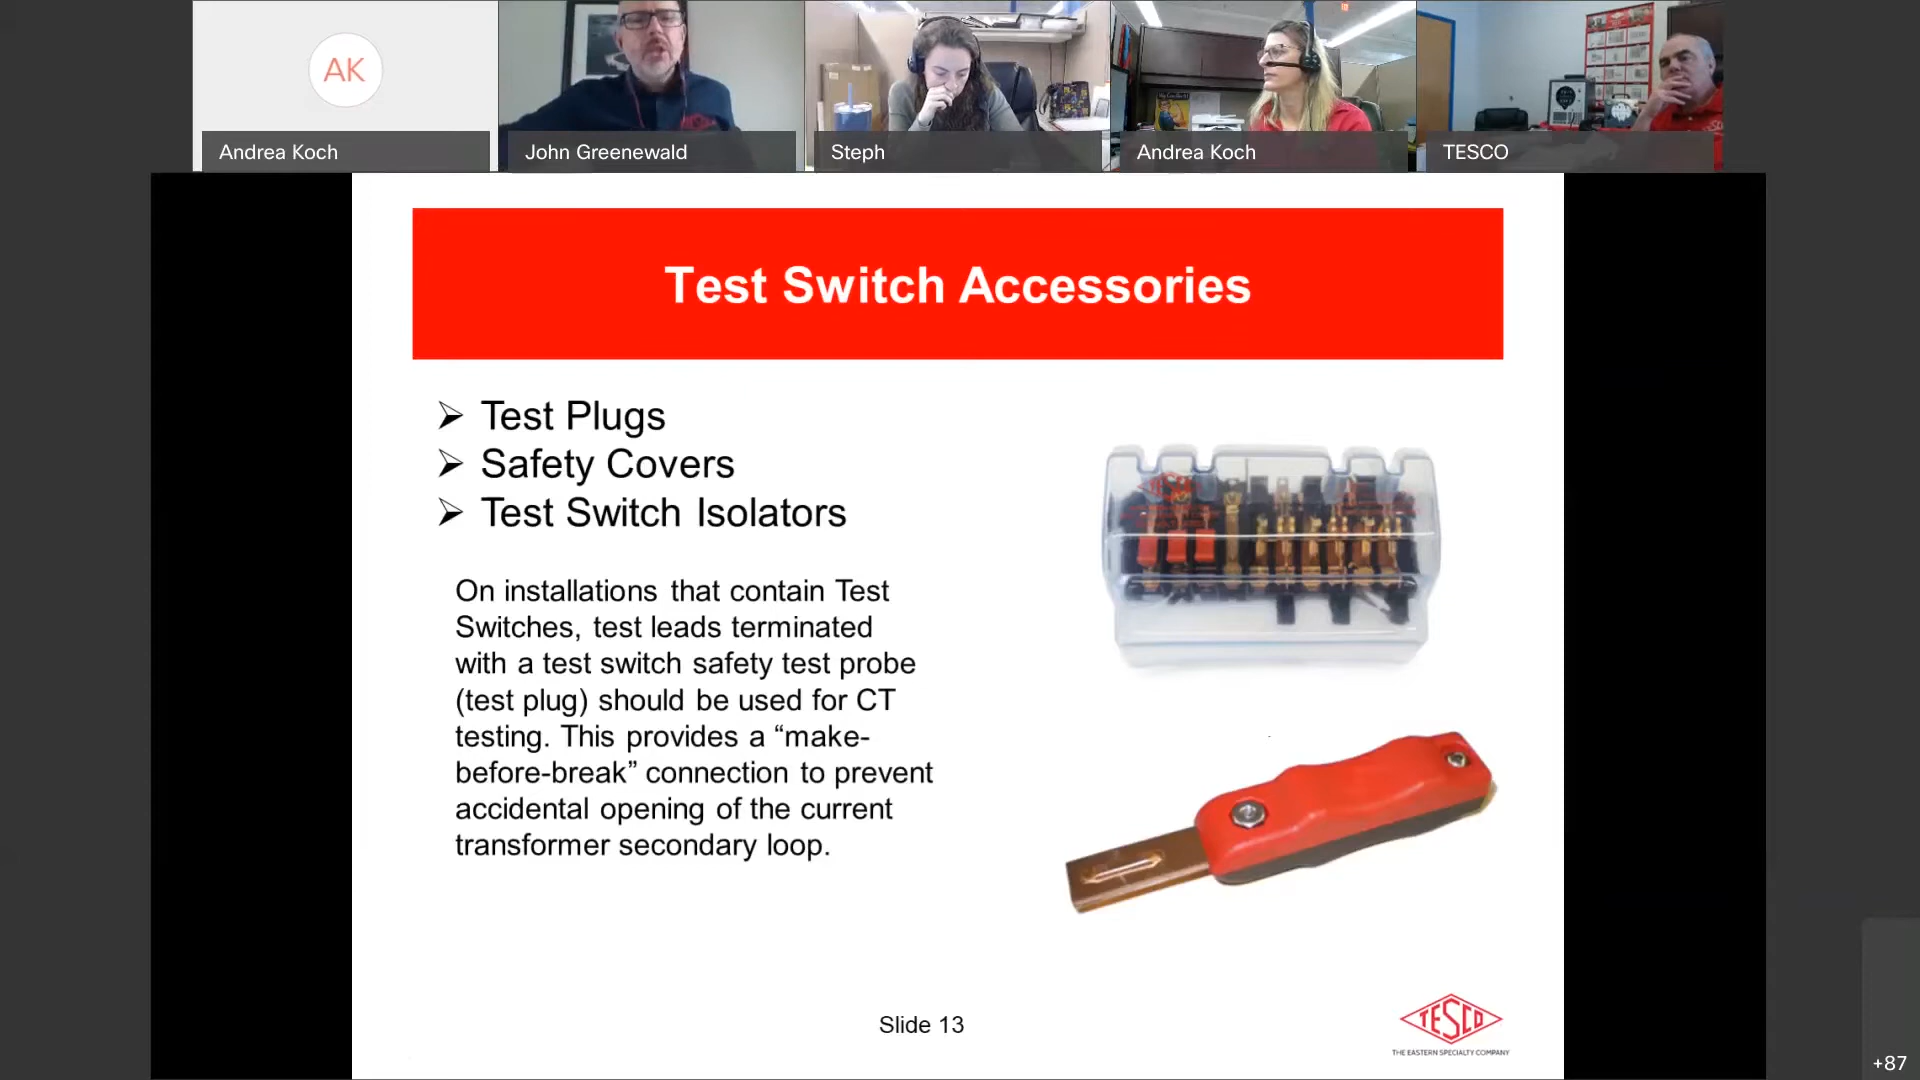 AK
Andrea Koch
John Greenewald
Steph
Andrea Koch
TESCO
Test Switch Accessories
Test Plugs
Safety Covers
Test Switch Isolators
On installations that contain Test
Switches, test leads terminated
with a test switch safety test probe
(test plug) should be used for CT
testing. This provides a “make-
before-break” connection to prevent
accidental opening of the current
transformer secondary loop.
TESCO
Slide 13
TESCO
THE EASTERN SPECIALTY COMPANY
+87